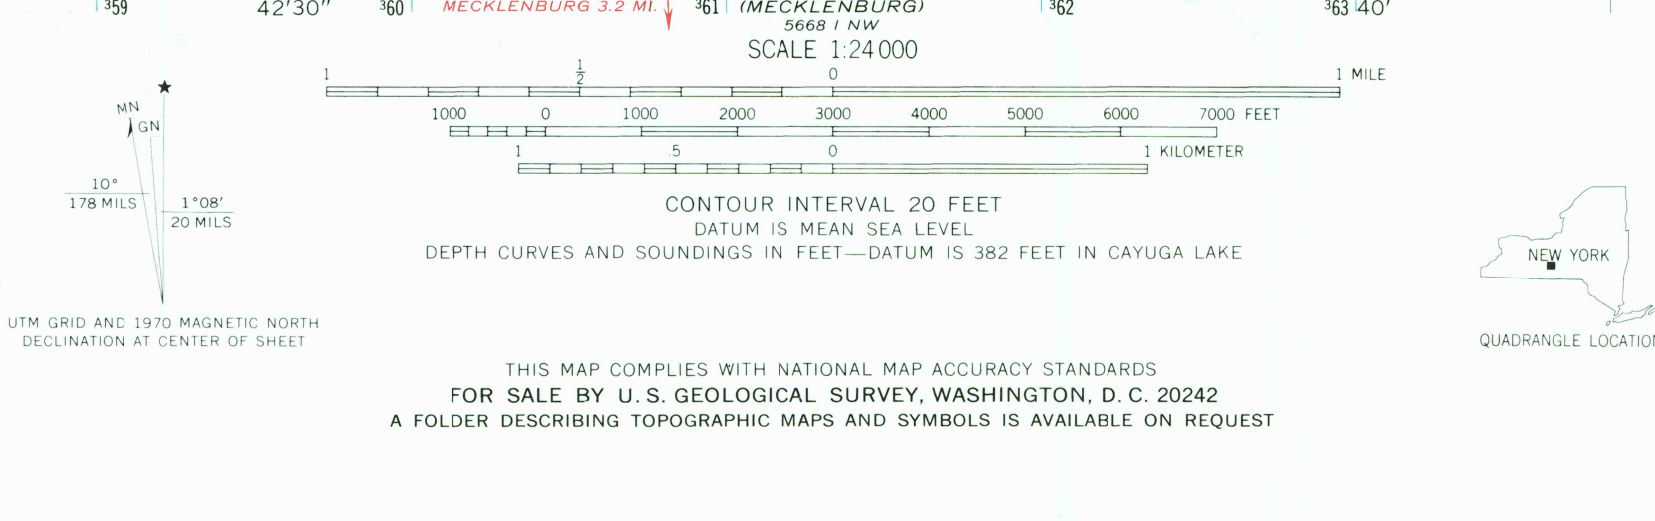 ³59 42'30" ³60 MECKLENBURG 3.2 MI. ³61 (MECKLENBURG) ³62 ³63 40'
5668 I NW
SCALE 1:24 000
1 1/2 0 1 MILE
1000 0 1000 2000 3000 4000 5000 6000 7000 FEET
1 .5 0 1 KILOMETER
CONTOUR INTERVAL 20 FEET
DATUM IS MEAN SEA LEVEL
DEPTH CURVES AND SOUNDINGS IN FEET—DATUM IS 382 FEET IN CAYUGA LAKE
★
MN
GN
10°
178 MILS
1°08'
20 MILS
UTM GRID AND 1970 MAGNETIC NORTH
DECLINATION AT CENTER OF SHEET
NEW YORK
QUADRANGLE LOCATION
THIS MAP COMPLIES WITH NATIONAL MAP ACCURACY STANDARDS
FOR SALE BY U. S. GEOLOGICAL SURVEY, WASHINGTON, D. C. 20242
A FOLDER DESCRIBING TOPOGRAPHIC MAPS AND SYMBOLS IS AVAILABLE ON REQUEST